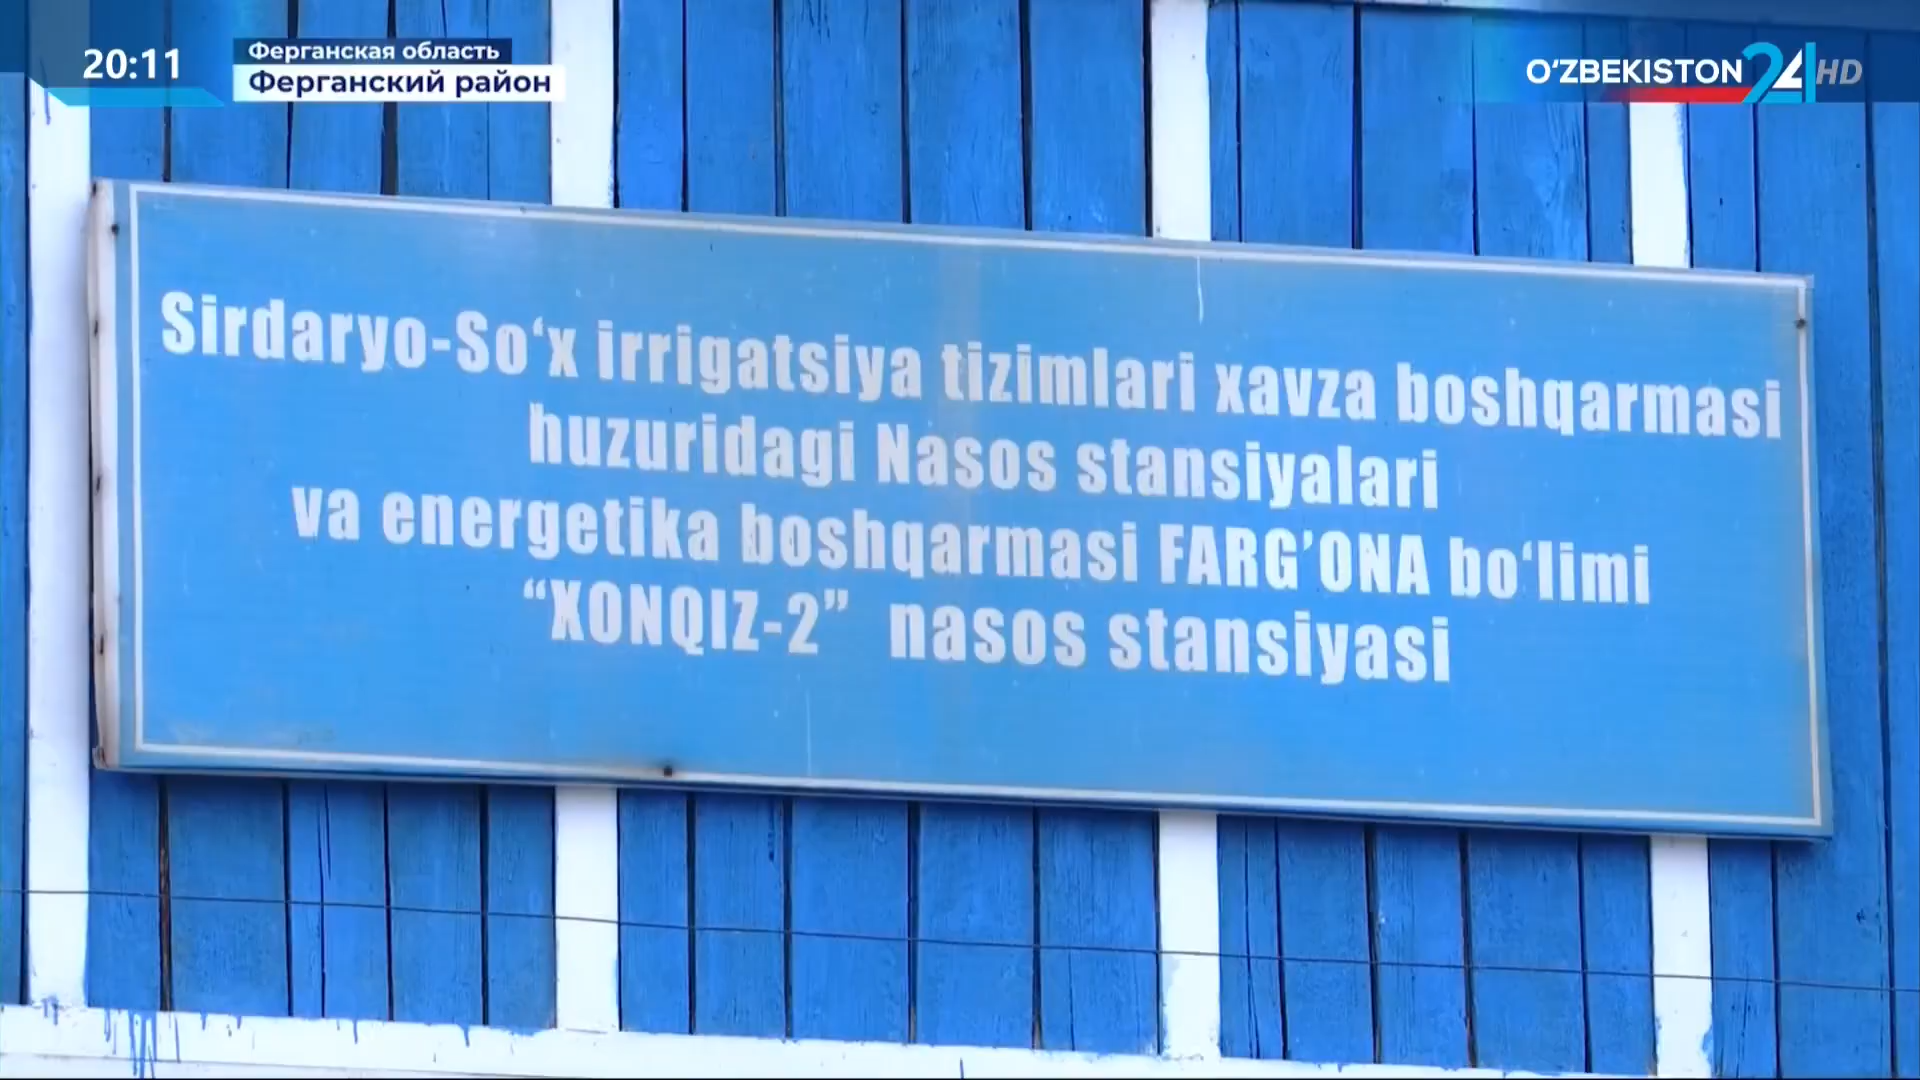 20:11
Ферганская область
Ферганский район
O‘ZBEKISTON 24 HD
Sirdaryo-So‘x irrigatsiya tizimlari xavza boshqarmasi
huzuridagi Nasos stansiyalari
va energetika boshqarmasi FARG’ONA bo‘limi
“XONQIZ-2” nasos stansiyasi